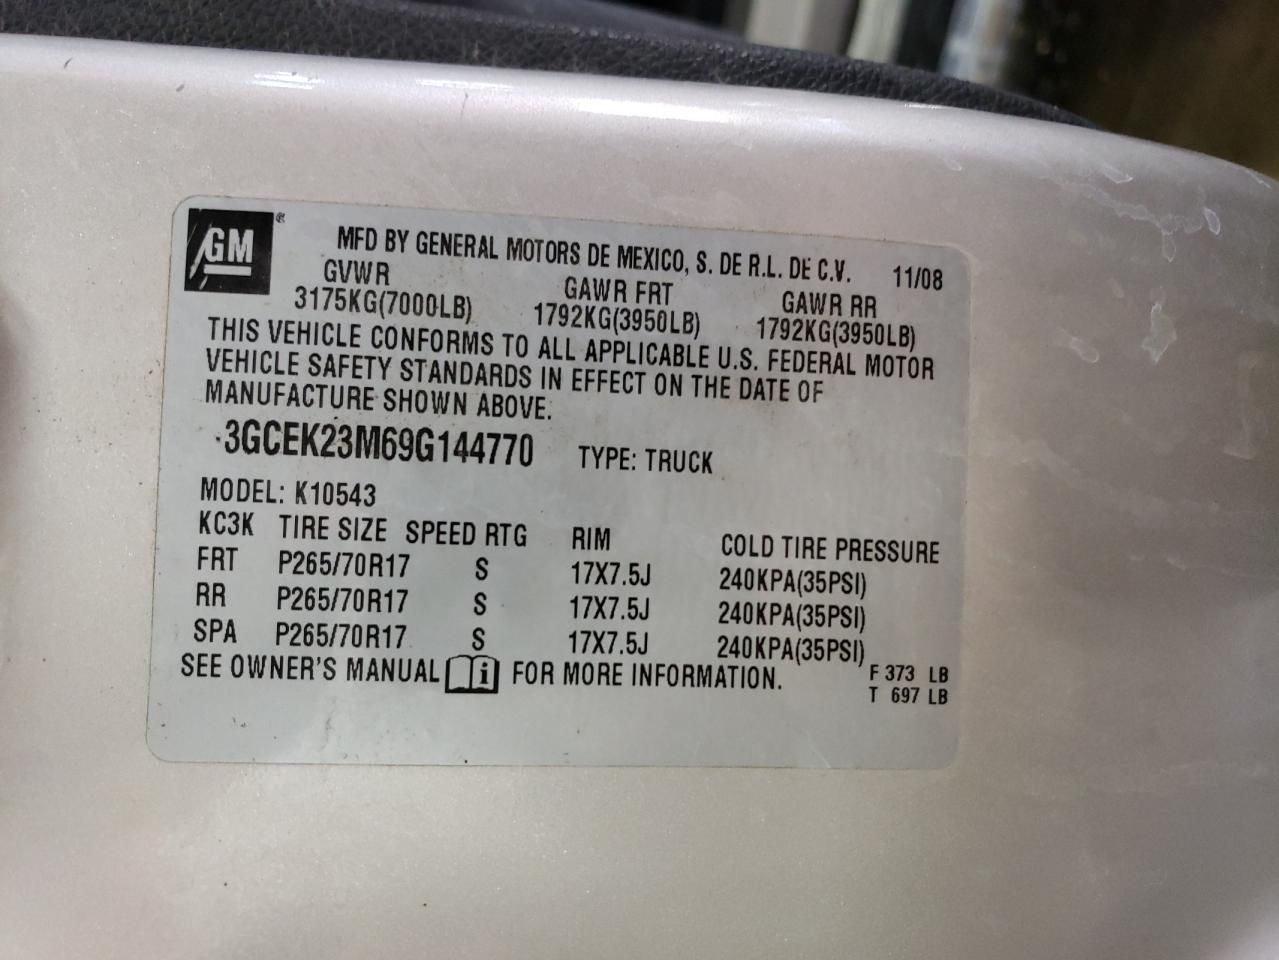 GM ®
MFD BY GENERAL MOTORS DE MEXICO, S. DE R.L. DE C.V. 11/08
GVWR GAWR FRT GAWR RR
3175KG(7000LB) 1792KG(3950LB) 1792KG(3950LB)
THIS VEHICLE CONFORMS TO ALL APPLICABLE U.S. FEDERAL MOTOR
VEHICLE SAFETY STANDARDS IN EFFECT ON THE DATE OF
MANUFACTURE SHOWN ABOVE.
3GCEK23M69G144770 TYPE: TRUCK
MODEL: K10543
KC3K TIRE SIZE SPEED RTG RIM COLD TIRE PRESSURE
FRT P265/70R17 S 17X7.5J 240KPA(35PSI)
RR P265/70R17 S 17X7.5J 240KPA(35PSI)
SPA P265/70R17 S 17X7.5J 240KPA(35PSI)
SEE OWNER'S MANUAL i FOR MORE INFORMATION.
F 373 LB
T 697 LB